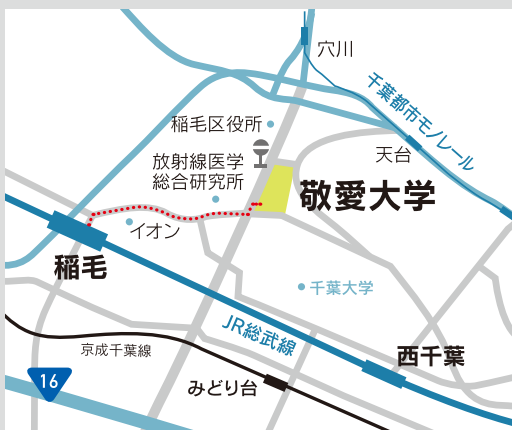 穴川
千葉都市モノレール
稲毛区役所
天台
放射線医学
総合研究所
敬愛大学
イオン
稲毛
千葉大学
JR総武線
京成千葉線
西千葉
16
みどり台